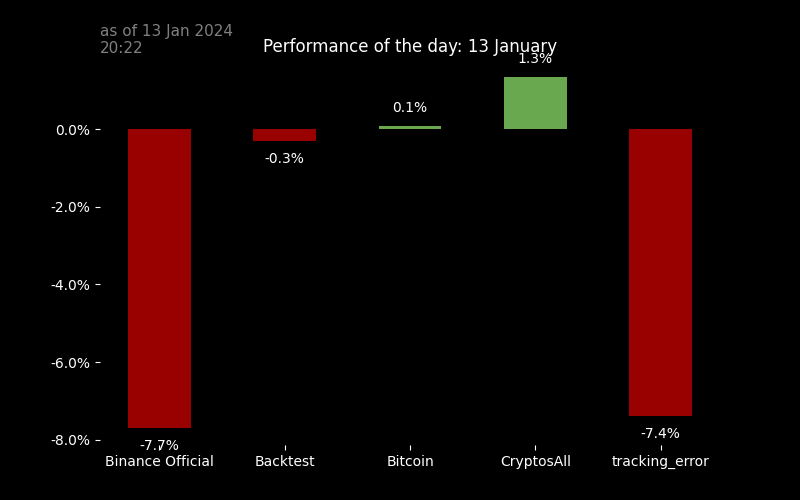 as of 13 Jan 2024
20:22
Performance of the day: 13 January
1.3%
0.1%
0.0%
-0.3%
-2.0%
-4.0%
-6.0%
-7.4%
-8.0%
-7.7%
Binance Official
Backtest
Bitcoin
CryptosAll
tracking_error